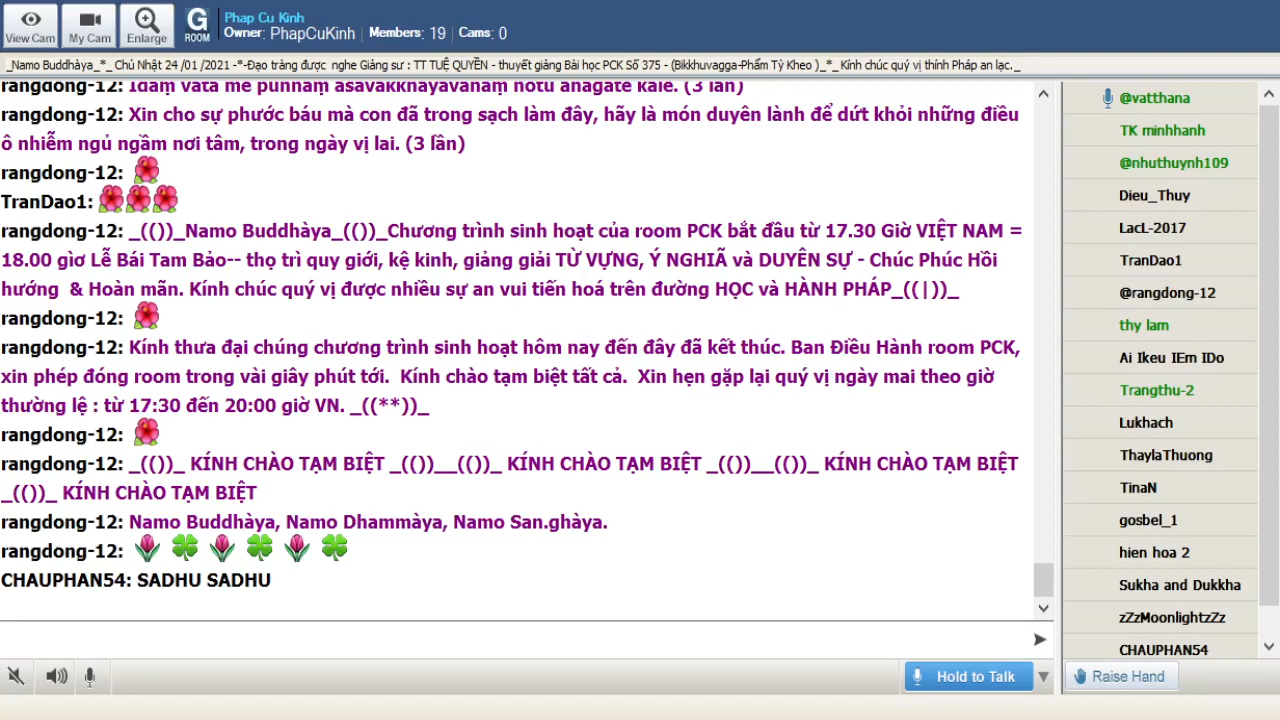 View Cam
My Cam
Enlarge
G
ROOM
Phap Cu Kinh
Owner: PhapCuKinh Members: 19 Cams: 0
_Namo Buddhàya_*_ Chủ Nhật 24 /01 /2021 -*-Đạo tràng được nghe Giảng sư : TT TUỆ QUYỀN - thuyết giảng Bài học PCK Số 375 - (Bikkhuvagga-Phẩm Tỳ Kheo )_*_ Kính chúc quý vị thính Pháp an lạc._
rangdong-12: Idaṃ vata me puññaṃ āsavakkhayāvahaṃ hotu anāgate kāle. (3 lần)
rangdong-12: Xin cho sự phước báu mà con đã trong sạch làm đây, hãy là món duyên lành để dứt khỏi những điều
ô nhiễm ngủ ngầm nơi tâm, trong ngày vị lai. (3 lần)
rangdong-12:
TranDao1:
rangdong-12: _(())_Namo Buddhàya_(())_Chương trình sinh hoạt của room PCK bắt đầu từ 17.30 Giờ VIỆT NAM =
18.00 gìơ Lễ Bái Tam Bảo-- thọ trì quy giới, kệ kinh, giảng giải TỪ VỰNG, Ý NGHIÃ và DUYÊN SỰ - Chúc Phúc Hồi
hướng & Hoàn mãn. Kính chúc quý vị được nhiều sự an vui tiến hoá trên đường HỌC và HÀNH PHÁP_((|))_
rangdong-12:
rangdong-12: Kính thưa đại chúng chương trình sinh hoạt hôm nay đến đây đã kết thúc. Ban Điều Hành room PCK,
xin phép đóng room trong vài giây phút tới. Kính chào tạm biệt tất cả. Xin hẹn gặp lại quý vị ngày mai theo giờ
thường lệ : từ 17:30 đến 20:00 giờ VN. _((**))_
rangdong-12:
rangdong-12: _(())_ KÍNH CHÀO TẠM BIỆT _(())__(())_ KÍNH CHÀO TẠM BIỆT _(())__(())_ KÍNH CHÀO TẠM BIỆT
_(())_ KÍNH CHÀO TẠM BIỆT
rangdong-12: Namo Buddhàya, Namo Dhammàya, Namo San.ghàya.
rangdong-12:
CHAUPHAN54: SADHU SADHU
@vatthana
TK minhhanh
@nhuthuynh109
Dieu_Thuy
LacL-2017
TranDao1
@rangdong-12
thy lam
Ai Ikeu IEm IDo
Trangthu-2
Lukhach
ThaylaThuong
TinaN
gosbel_1
hien hoa 2
Sukha and Dukkha
zZzMoonlightzZz
CHAUPHAN54
Hold to Talk
Raise Hand